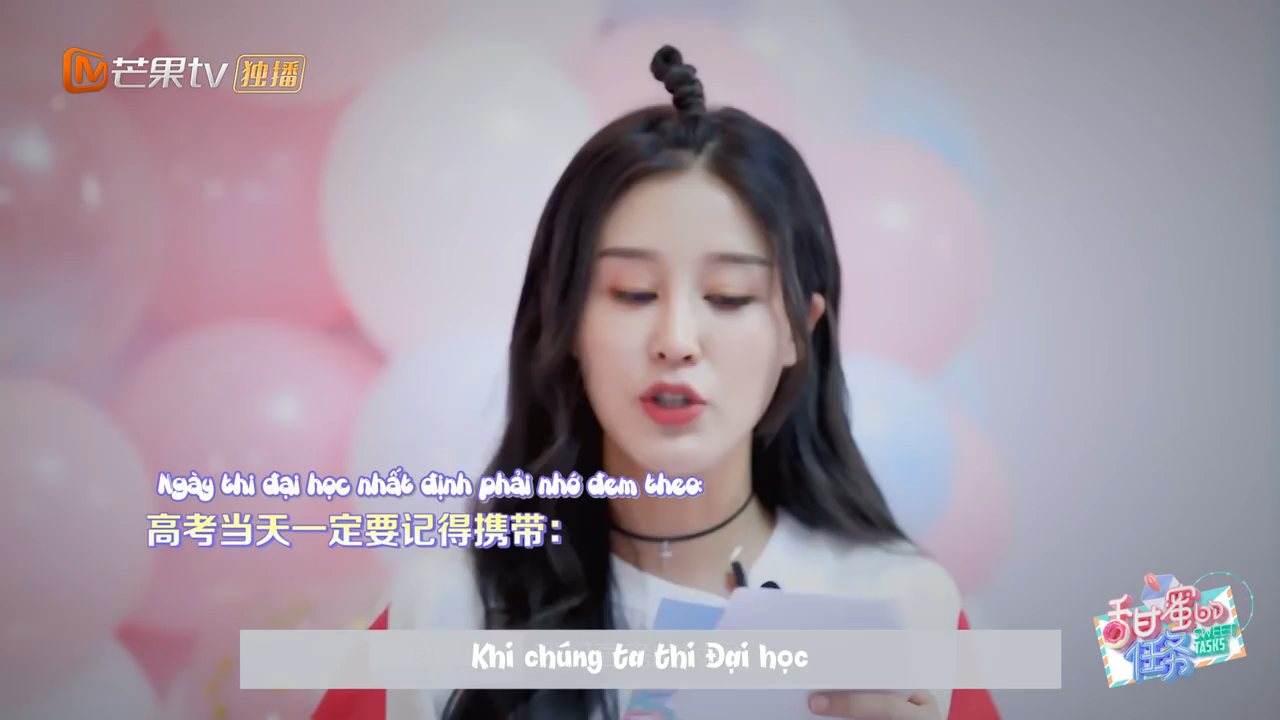 芒果tv 独播
Ngày thi đại học nhất định phải nhó đem theo:
高考当天一定要记得携带：
Khi chúng ta thi Đại học
甜蜜的
任务
SWEET
TASKS